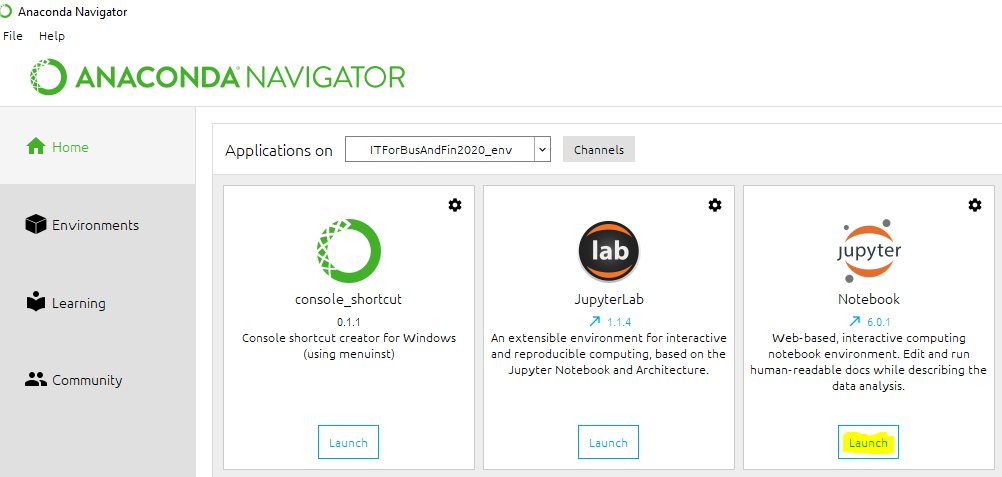 Anaconda Navigator
File Help
ANACONDA NAVIGATOR
Home
Environments
Learning
Community
Applications on ITForBusAndFin2020_env Channels
console_shortcut
0.1.1
Console shortcut creator for Windows
(using menuinst)
Launch
lab
JupyterLab
1.1.4
An extensible environment for interactive
and reproducible computing, based on the
Jupyter Notebook and Architecture.
Launch
jupyter
Notebook
6.0.1
Web-based, interactive computing
notebook environment. Edit and run
human-readable docs while describing the
data analysis.
Launch